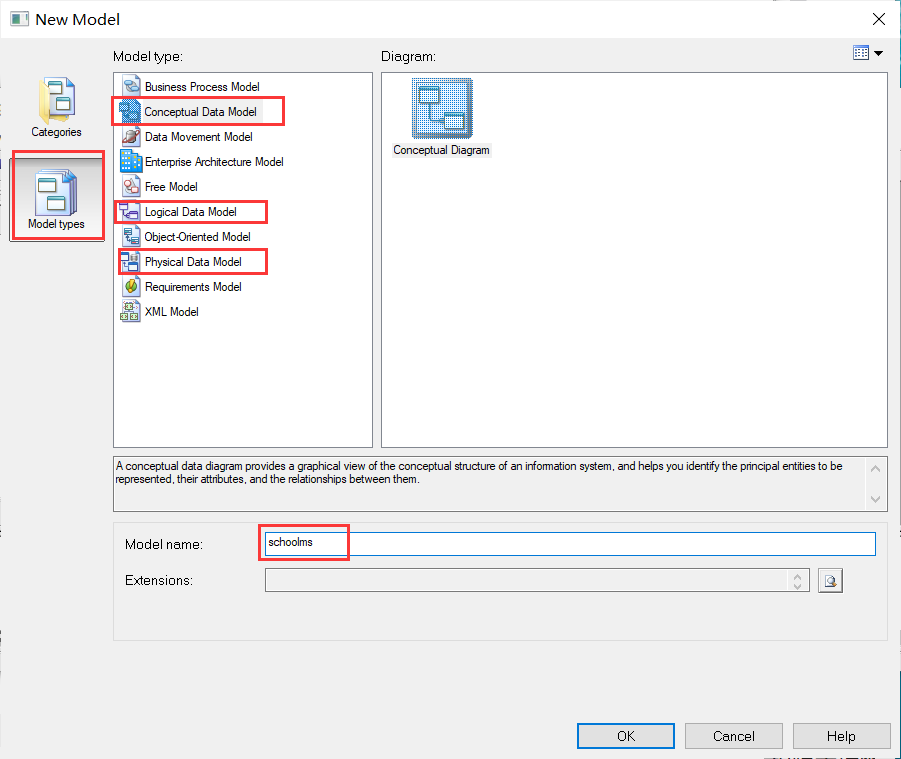 New Model
Model type:
Diagram:
Categories
Model types
Business Process Model
Conceptual Data Model
Data Movement Model
Enterprise Architecture Model
Free Model
Logical Data Model
Object-Oriented Model
Physical Data Model
Requirements Model
XML Model
Conceptual Diagram
A conceptual data diagram provides a graphical view of the conceptual structure of an information system, and helps you identify the principal entities to be
represented, their attributes, and the relationships between them.
Model name:
schoolms
Extensions:
OK
Cancel
Help